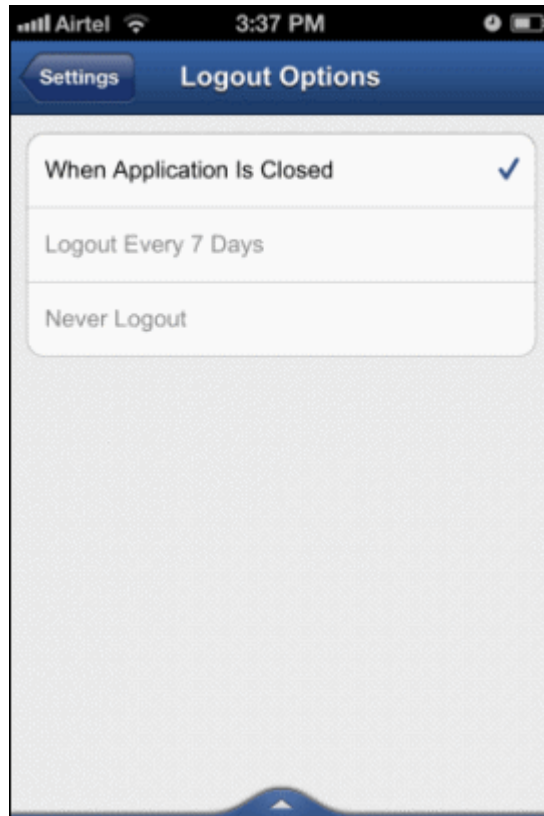 Airtel 3:37 PM
Settings Logout Options
When Application Is Closed
Logout Every 7 Days
Never Logout